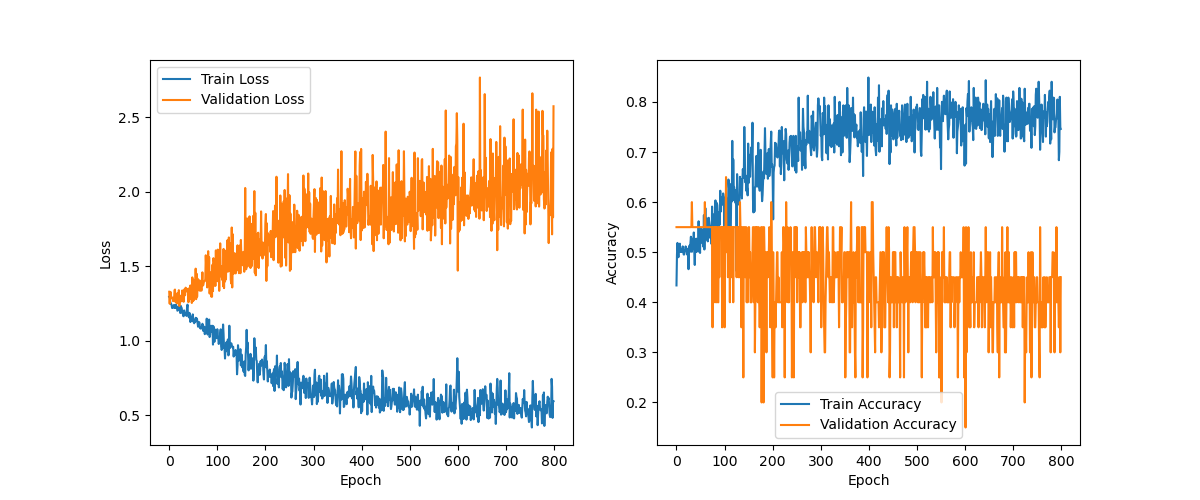 Train Loss
Validation Loss
2.5
2.0
1.5
1.0
0.5
Loss
0 100 200 300 400 500 600 700 800
Epoch
0.8
0.7
0.6
0.5
0.4
0.3
0.2
Accuracy
Train Accuracy
Validation Accuracy
0 100 200 300 400 500 600 700 800
Epoch